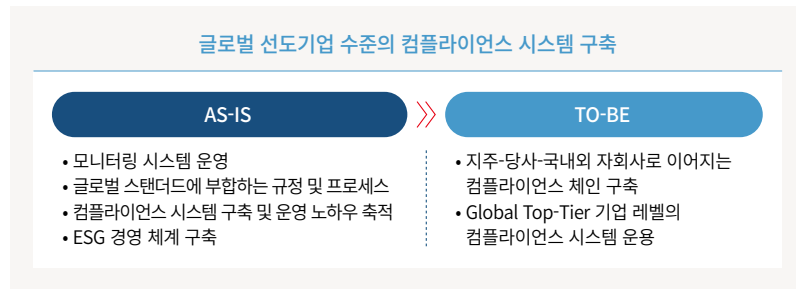 글로벌 선도기업 수준의 컴플라이언스 시스템 구축
AS-IS
• 모니터링 시스템 운영
• 글로벌 스탠더드에 부합하는 규정 및 프로세스
• 컴플라이언스 시스템 구축 및 운영 노하우 축적
• ESG 경영 체계 구축
TO-BE
• 지주-당사-국내외 자회사로 이어지는
컴플라이언스 체인 구축
• Global Top-Tier 기업 레벨의
컴플라이언스 시스템 운용